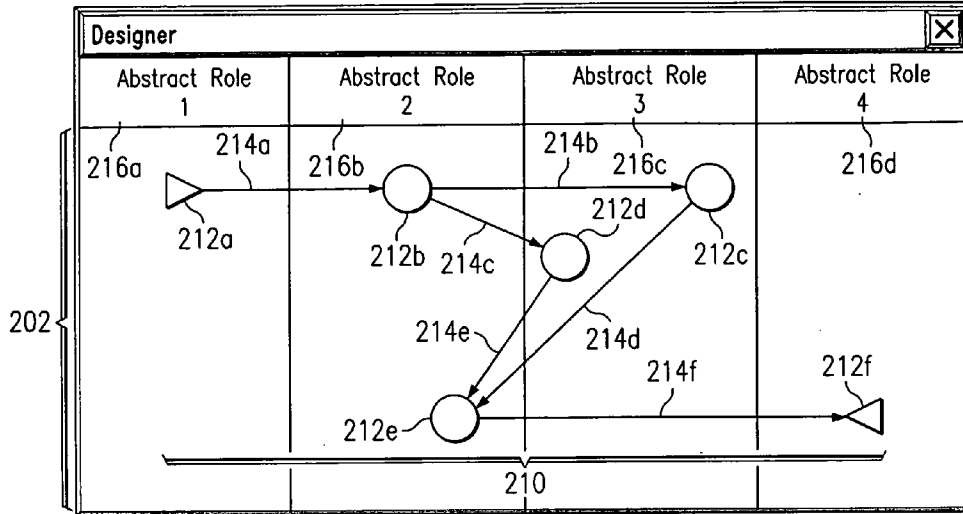 Designer
Abstract Role
1
Abstract Role
2
Abstract Role
3
Abstract Role
4
216a
214a
216b
214b
216c
216d
212a
212b
214c
212d
212c
202
214e
214d
212e
214f
212f
210